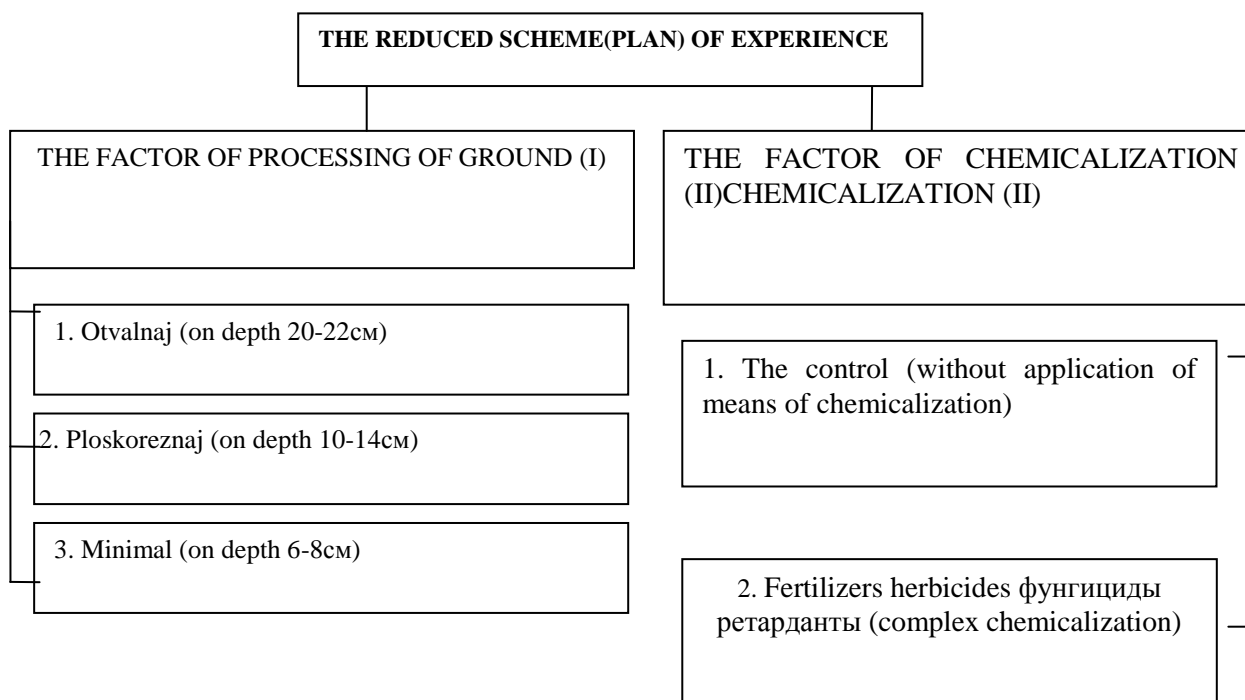 THE REDUCED SCHEME(PLAN) OF EXPERIENCE
THE FACTOR OF PROCESSING OF GROUND (I)
1. Otvalnaj (on depth 20-22см)
2. Ploskoreznaj (on depth 10-14см)
3. Minimal (on depth 6-8см)
THE FACTOR OF CHEMICALIZATION
(II)CHEMICALIZATION (II)
1. The control (without application of
means of chemicalization)
2. Fertilizers herbicides фунгициды
ретарданты (complex chemicalization)